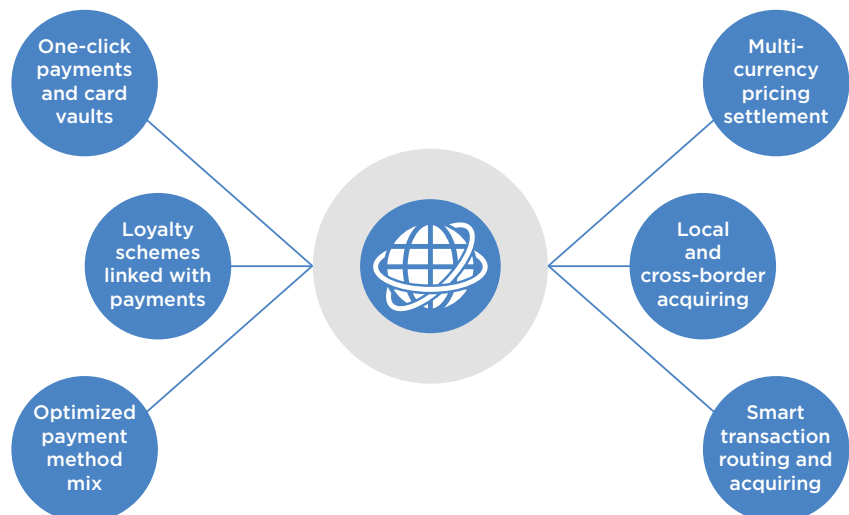 One-click
payments
and card
vaults
Multi-
currency
pricing
settlement
Loyalty
schemes
linked with
payments
Local
and
cross-border
acquiring
Optimized
payment
method
mix
Smart
transaction
routing and
acquiring